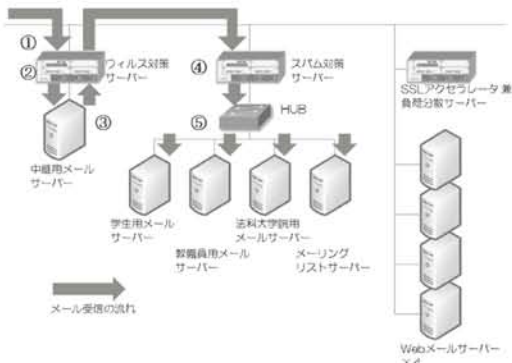 ①
ウィルス対策
サーバー
②
③
中継用メール
サーバー
④
スパム対策
サーバー
HUB
⑤
学生用メール
サーバー
教職員用メール
サーバー
法科大学院用
メールサーバー
メーリング
リストサーバー
SSLアクセラレータ兼
負荷分散サーバー
Webメールサーバー
×4
メール受信の流れ